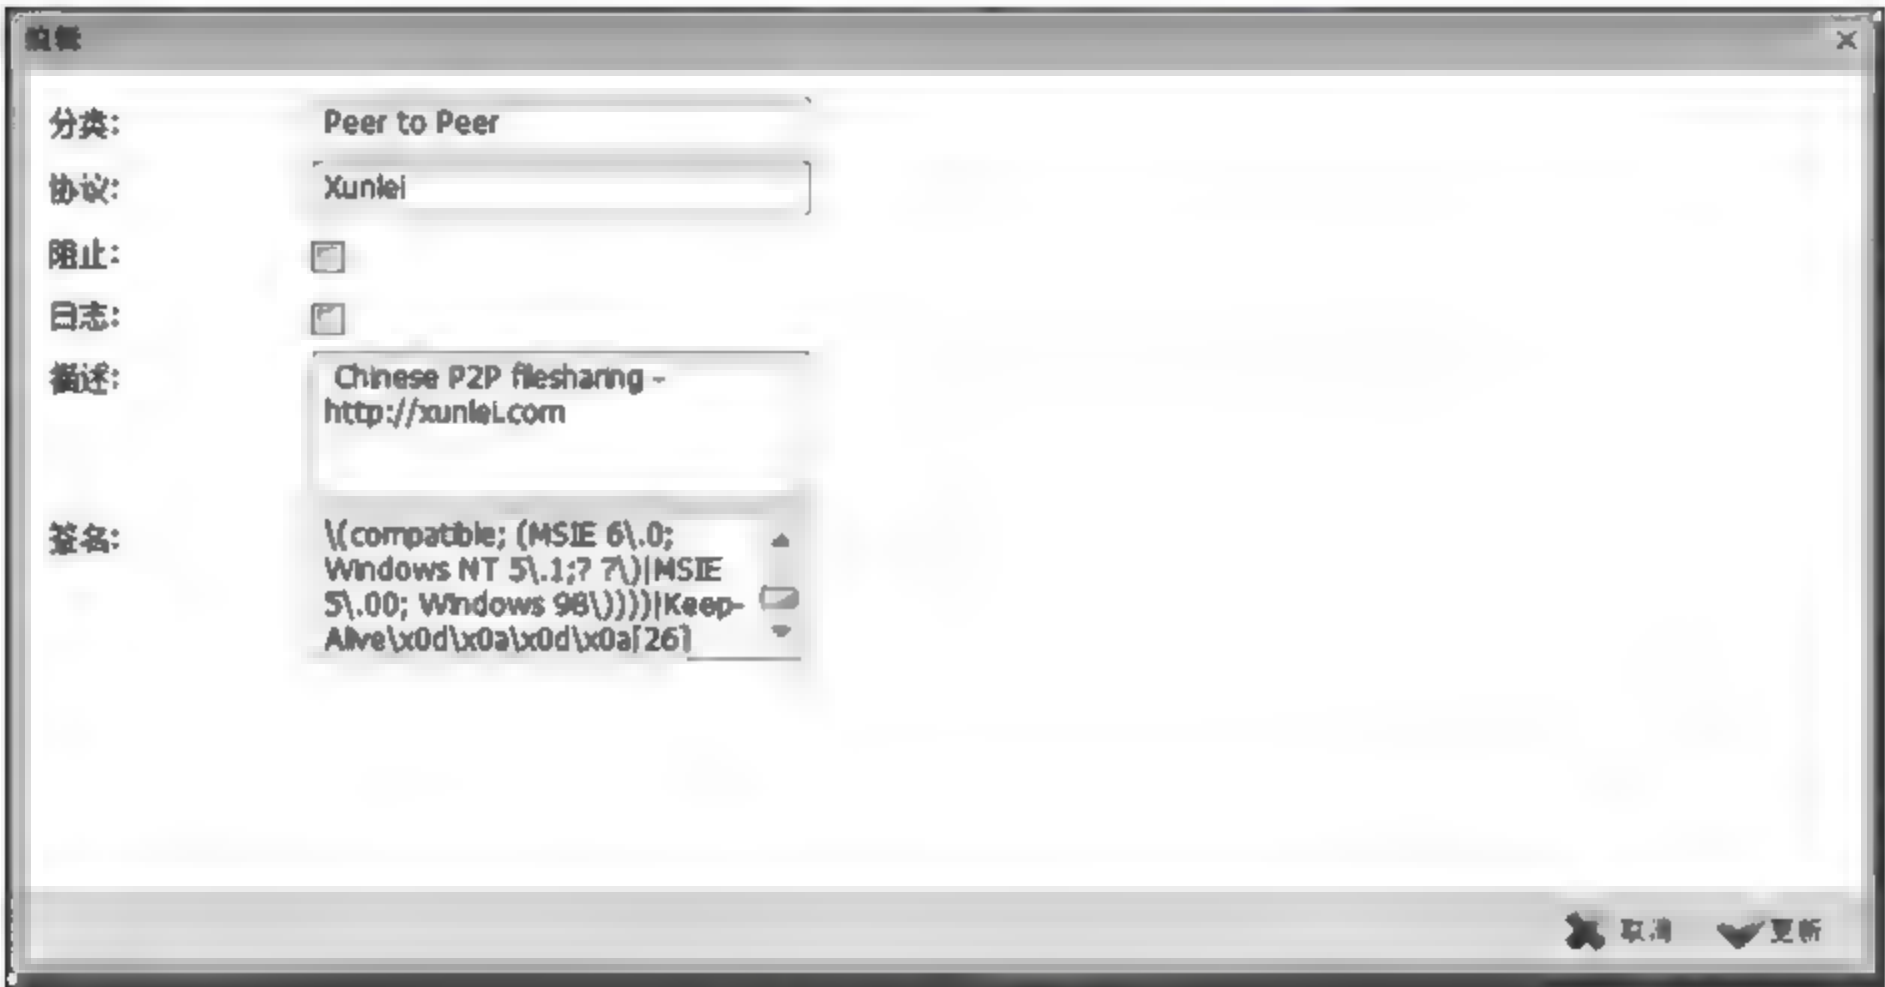 编辑
分类:
Peer to Peer
协议:
Xunlei
阻止:
日志:
描述:
Chinese P2P filesharing -
http://xunlei.com
签名:
\(compatible; (MSIE 6\.0;
Windows NT 5\.1;? ?\)|MSIE
5\.00; Windows 98\))))|Keep-
Alive\x0d\x0a\x0d\x0a[26]
取消
更新